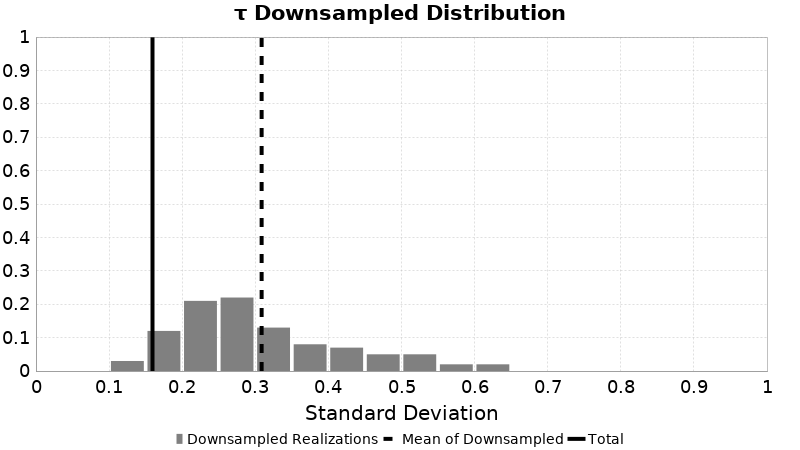 τ Downsampled Distribution
1
0.9
0.8
0.7
0.6
0.5
0.4
0.3
0.2
0.1
0
0 0.1 0.2 0.3 0.4 0.5 0.6 0.7 0.8 0.9 1
Standard Deviation
Downsampled Realizations Mean of Downsampled Total